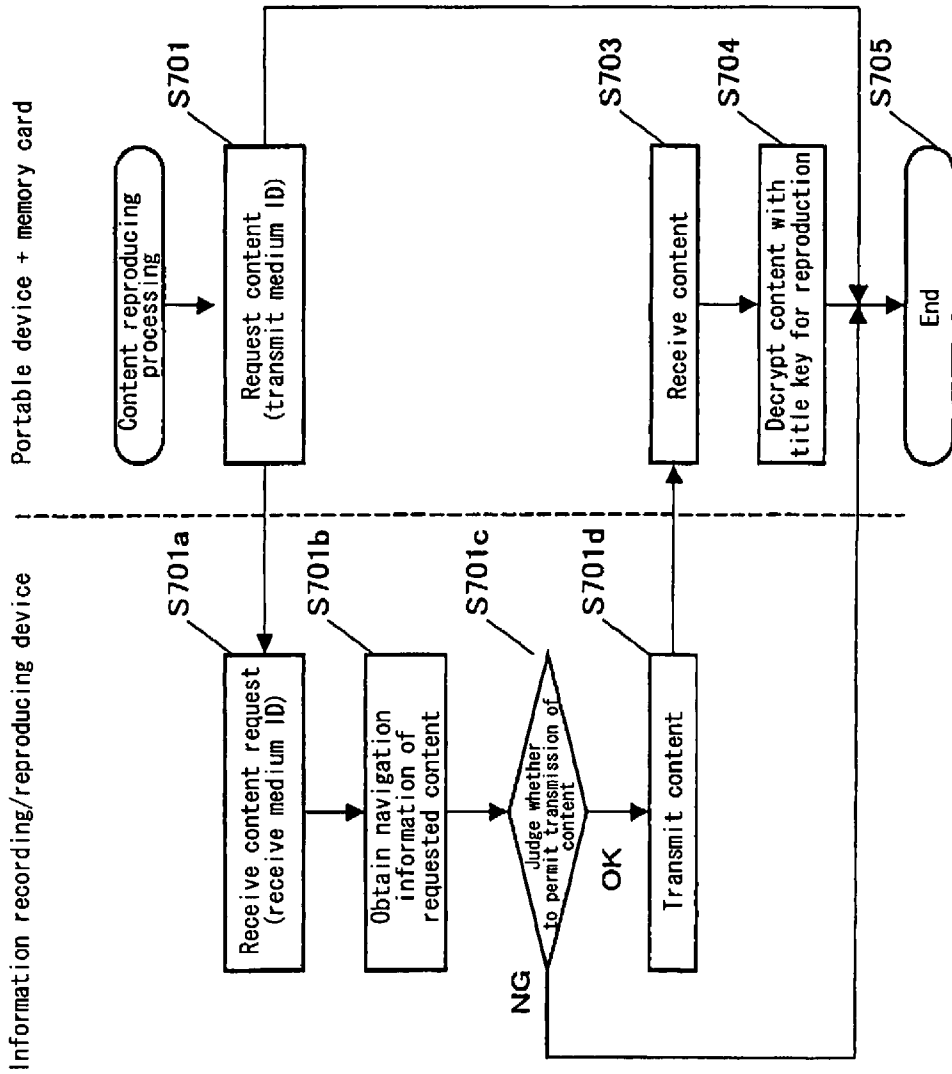 Portable device + memory card
Content reproducing
processing
S701
Request content
(transmit medium ID)
S703
Receive content
S704
Decrypt content with
title key for reproduction
S705
End
Information recording/reproducing device
S701a
Receive content request
(receive medium ID)
S701b
Obtain navigation
information of
requested content
S701c
Judge whether
to permit transmission of
content
NG
OK
S701d
Transmit content